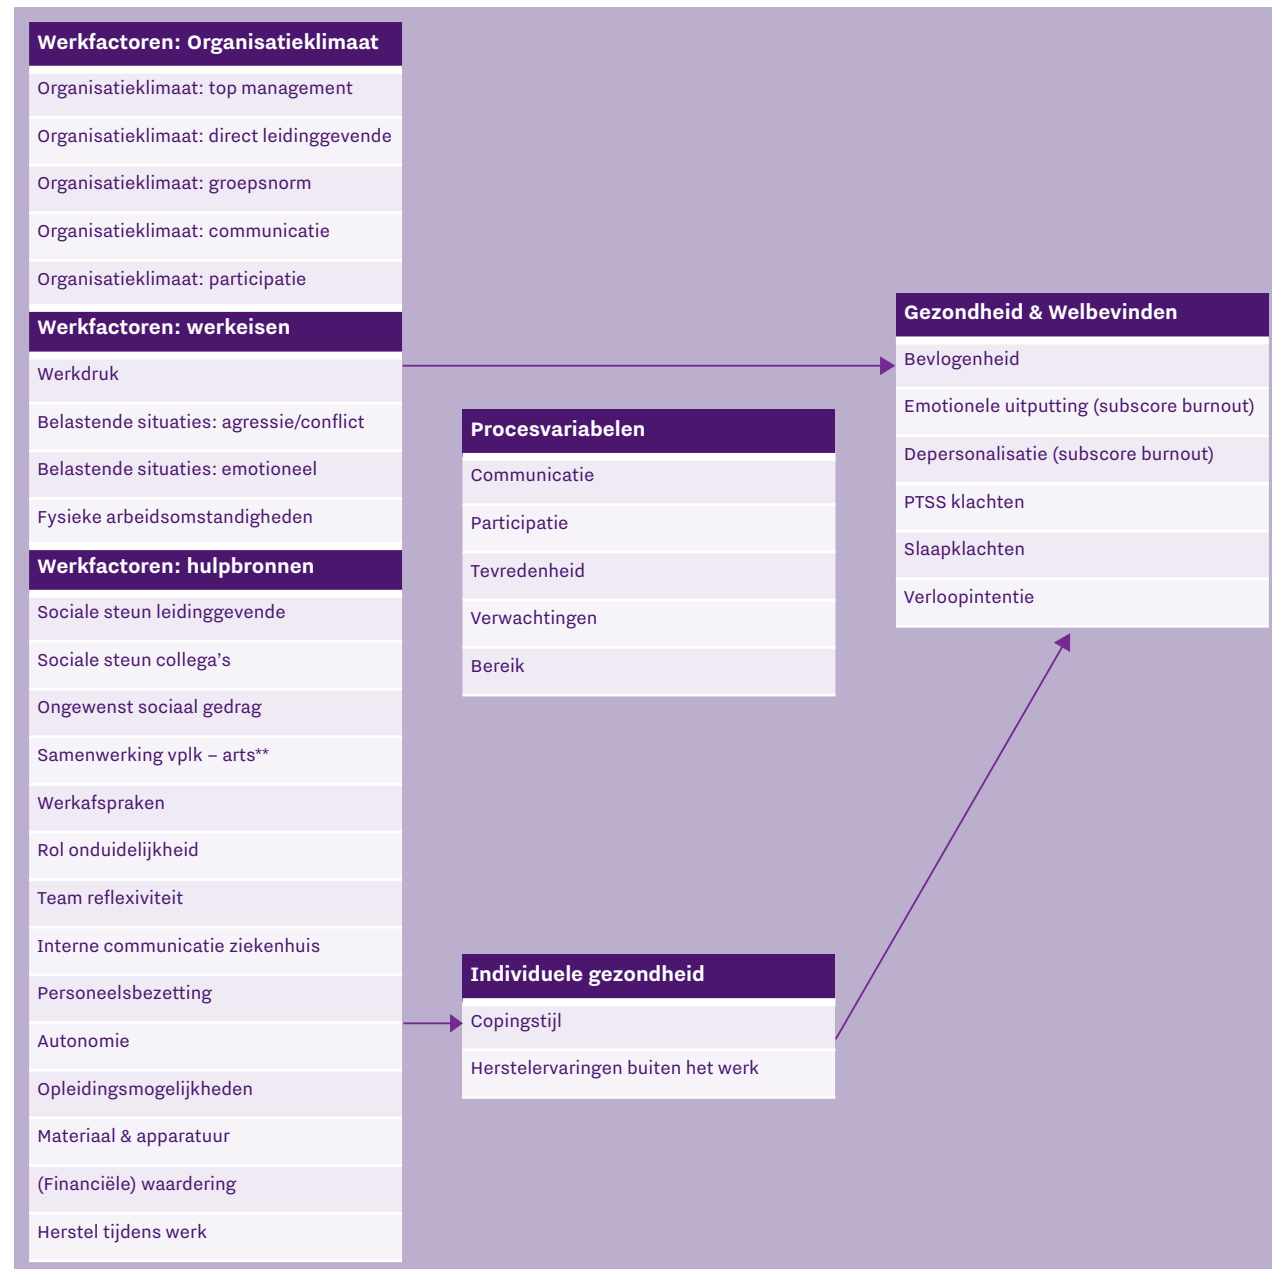 Werkfactoren: Organisatieklimaat
Organisatieklimaat: top management
Organisatieklimaat: direct leidinggevende
Organisatieklimaat: groepsnorm
Organisatieklimaat: communicatie
Organisatieklimaat: participatie
Werkfactoren: werkeisen
Werkdruk
Belastende situaties: agressie/conflict
Belastende situaties: emotioneel
Fysieke arbeidsomstandigheden
Werkfactoren: hulpbronnen
Sociale steun leidinggevende
Sociale steun collega’s
Ongewenst sociaal gedrag
Samenwerking vplk – arts**
Werkafspraken
Rol onduidelijkheid
Team reflexiviteit
Interne communicatie ziekenhuis
Personeelsbezetting
Autonomie
Opleidingsmogelijkheden
Materiaal & apparatuur
(Financiële) waardering
Herstel tijdens werk
Procesvariabelen
Communicatie
Participatie
Tevredenheid
Verwachtingen
Bereik
Individuele gezondheid
Copingstijl
Herstelervaringen buiten het werk
Gezondheid & Welbevinden
Bevlogenheid
Emotionele uitputting (subscore burnout)
Depersonalisatie (subscore burnout)
PTSS klachten
Slaapklachten
Verloopintentie